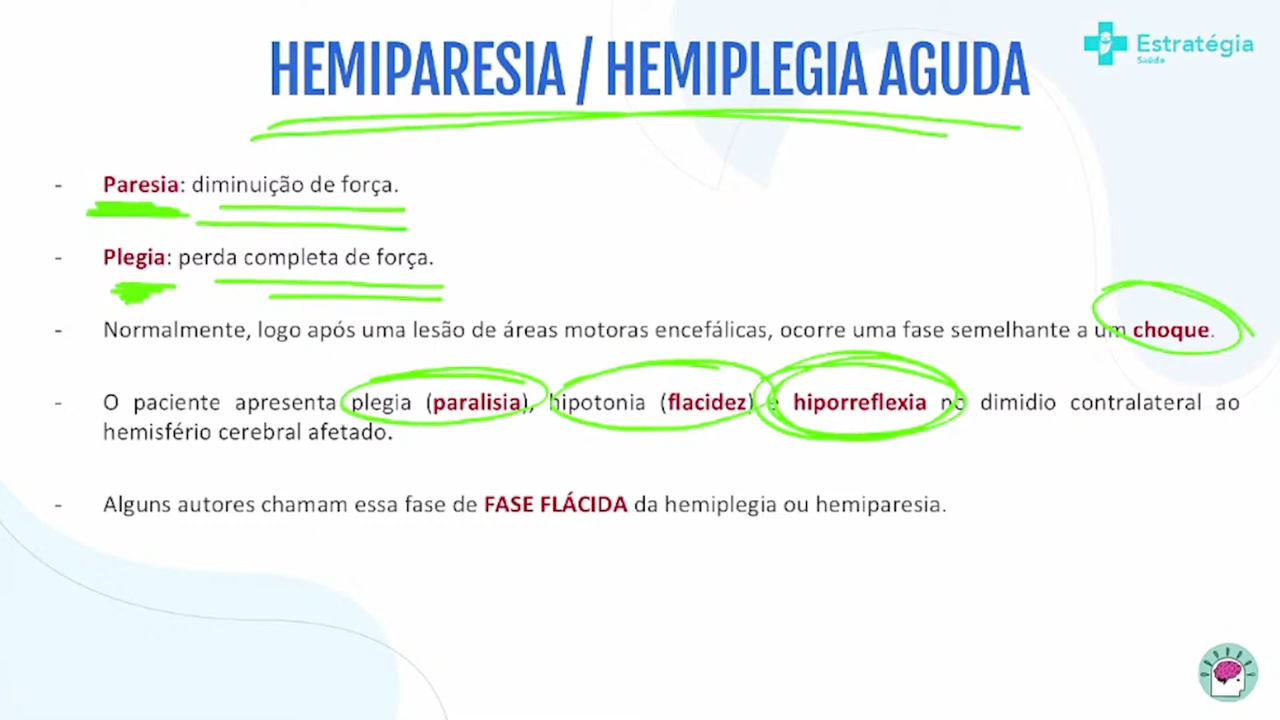 HEMIPARESIA / HEMIPLEGIA AGUDA
Estratégia
Saúde
- Paresia: diminuição de força.
- Plegia: perda completa de força.
- Normalmente, logo após uma lesão de áreas motoras encefálicas, ocorre uma fase semelhante a um choque.
- O paciente apresenta plegia (paralisia), hipotonia (flacidez) e hiporreflexia no dimidio contralateral ao
hemisfério cerebral afetado.
- Alguns autores chamam essa fase de FASE FLÁCIDA da hemiplegia ou hemiparesia.